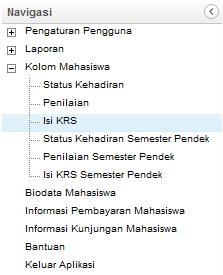 Navigasi
Pengaturan Pengguna
Laporan
Kolom Mahasiswa
Status Kehadiran
Penilaian
Isi KRS
Status Kehadiran Semester Pendek
Penilaian Semester Pendek
Isi KRS Semester Pendek
Biodata Mahasiswa
Informasi Pembayaran Mahasiswa
Informasi Kunjungan Mahasiswa
Bantuan
Keluar Aplikasi